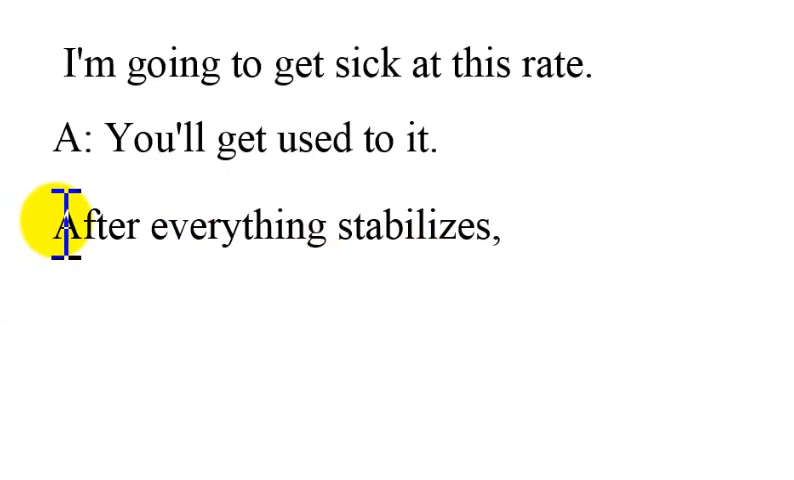 I'm going to get sick at this rate.
A: You'll get used to it.
After everything stabilizes,